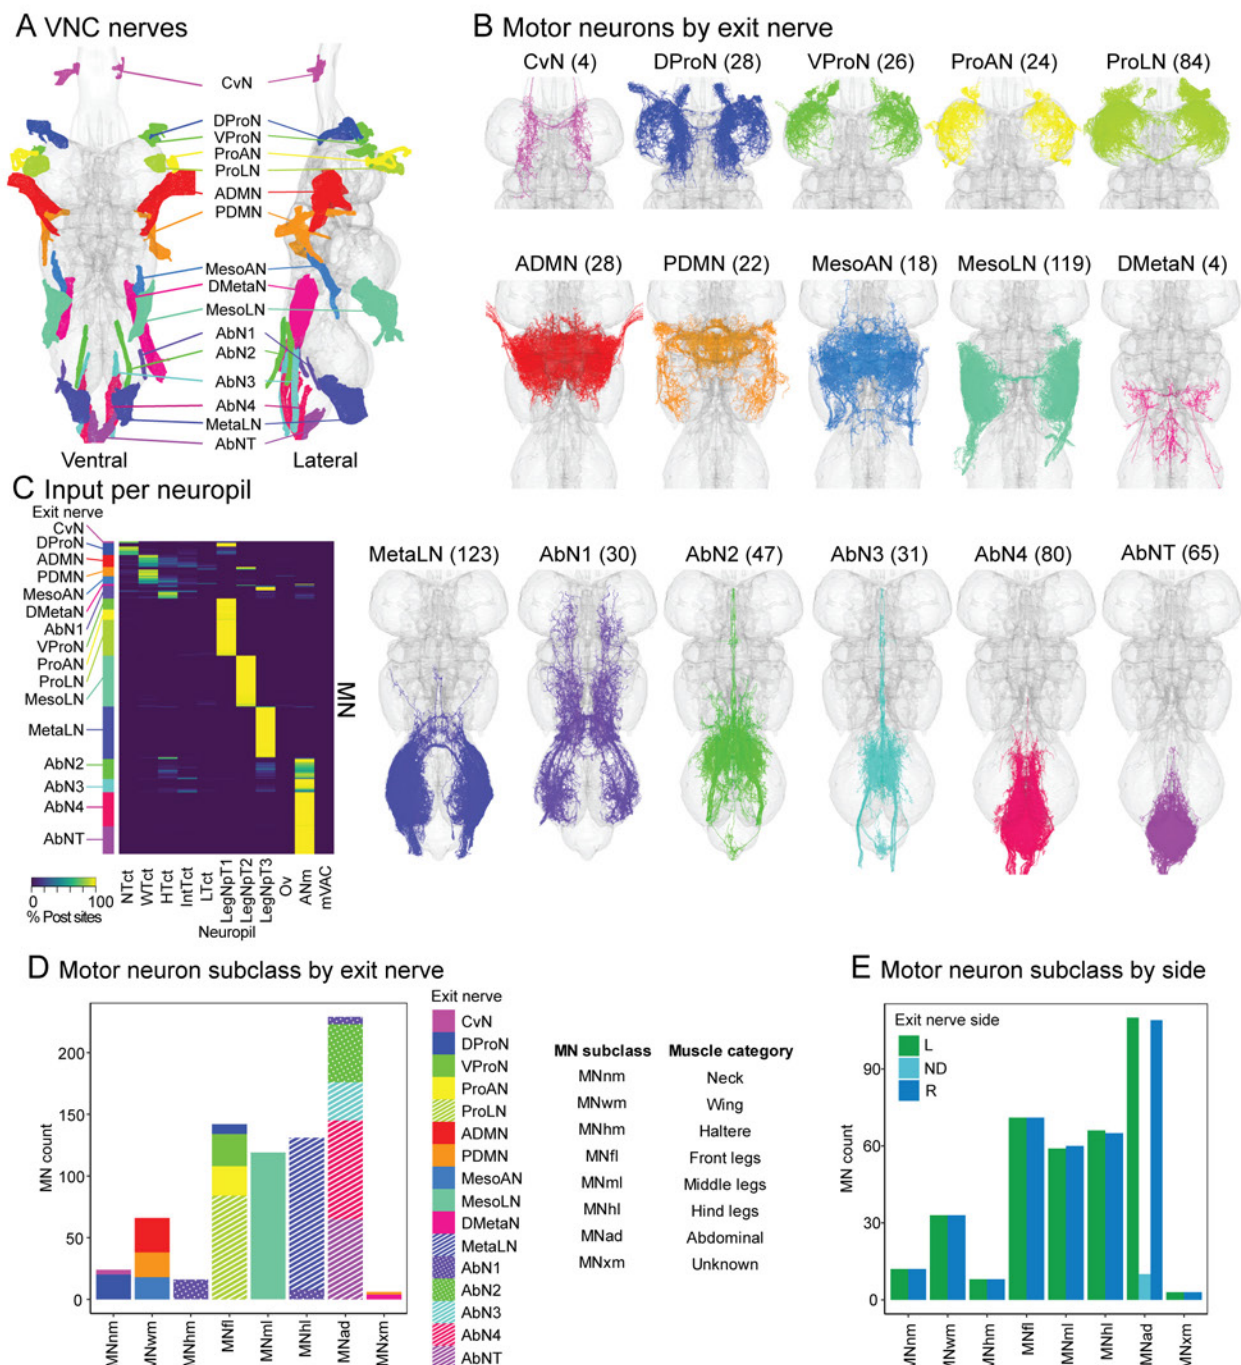 A VNC nerves
CvN
DProN
VProN
ProAN
ProLN
ADMN
PDMN
MesoAN
DMetaN
MesoLN
AbN1
AbN2
AbN3
AbN4
MetaLN
AbNT
Ventral
Lateral
B Motor neurons by exit nerve
CvN (4) DProN (28) VProN (26) ProAN (24) ProLN (84)
ADMN (28) PDMN (22) MesoAN (18) MesoLN (119) DMetaN (4)
MetaLN (123) AbN1 (30) AbN2 (47) AbN3 (31) AbN4 (80) AbNT (65)
C Input per neuropil
Exit nerve
CvN
DProN
ADMN
PDMN
MesoAN
DMetaN
AbN1
VProN
ProAN
ProLN
MesoLN
MetaLN
AbN2
AbN3
AbN4
AbNT
MN
NTct
WTct
HTct
IntTct
LTct
LegNpT1
LegNpT2
LegNpT3
Ov
ANm
mVAC
Neuropil
0 100
% Post sites
D Motor neuron subclass by exit nerve
MN count
200
150
100
50
0
MNnm
MNwm
MNhm
MNfl
MNml
MNhl
MNad
MNxm
Exit nerve
CvN
DProN
VProN
ProAN
ProLN
ADMN
PDMN
MesoAN
MesoLN
DMetaN
MetaLN
AbN1
AbN2
AbN3
AbN4
AbNT
MN subclass Muscle category
MNnm Neck
MNwm Wing
MNhm Haltere
MNfl Front legs
MNml Middle legs
MNhl Hind legs
MNad Abdominal
MNxm Unknown
E Motor neuron subclass by side
Exit nerve side
L
ND
R
MN count
90
60
30
0
MNnm
MNwm
MNhm
MNfl
MNml
MNhl
MNad
MNxm